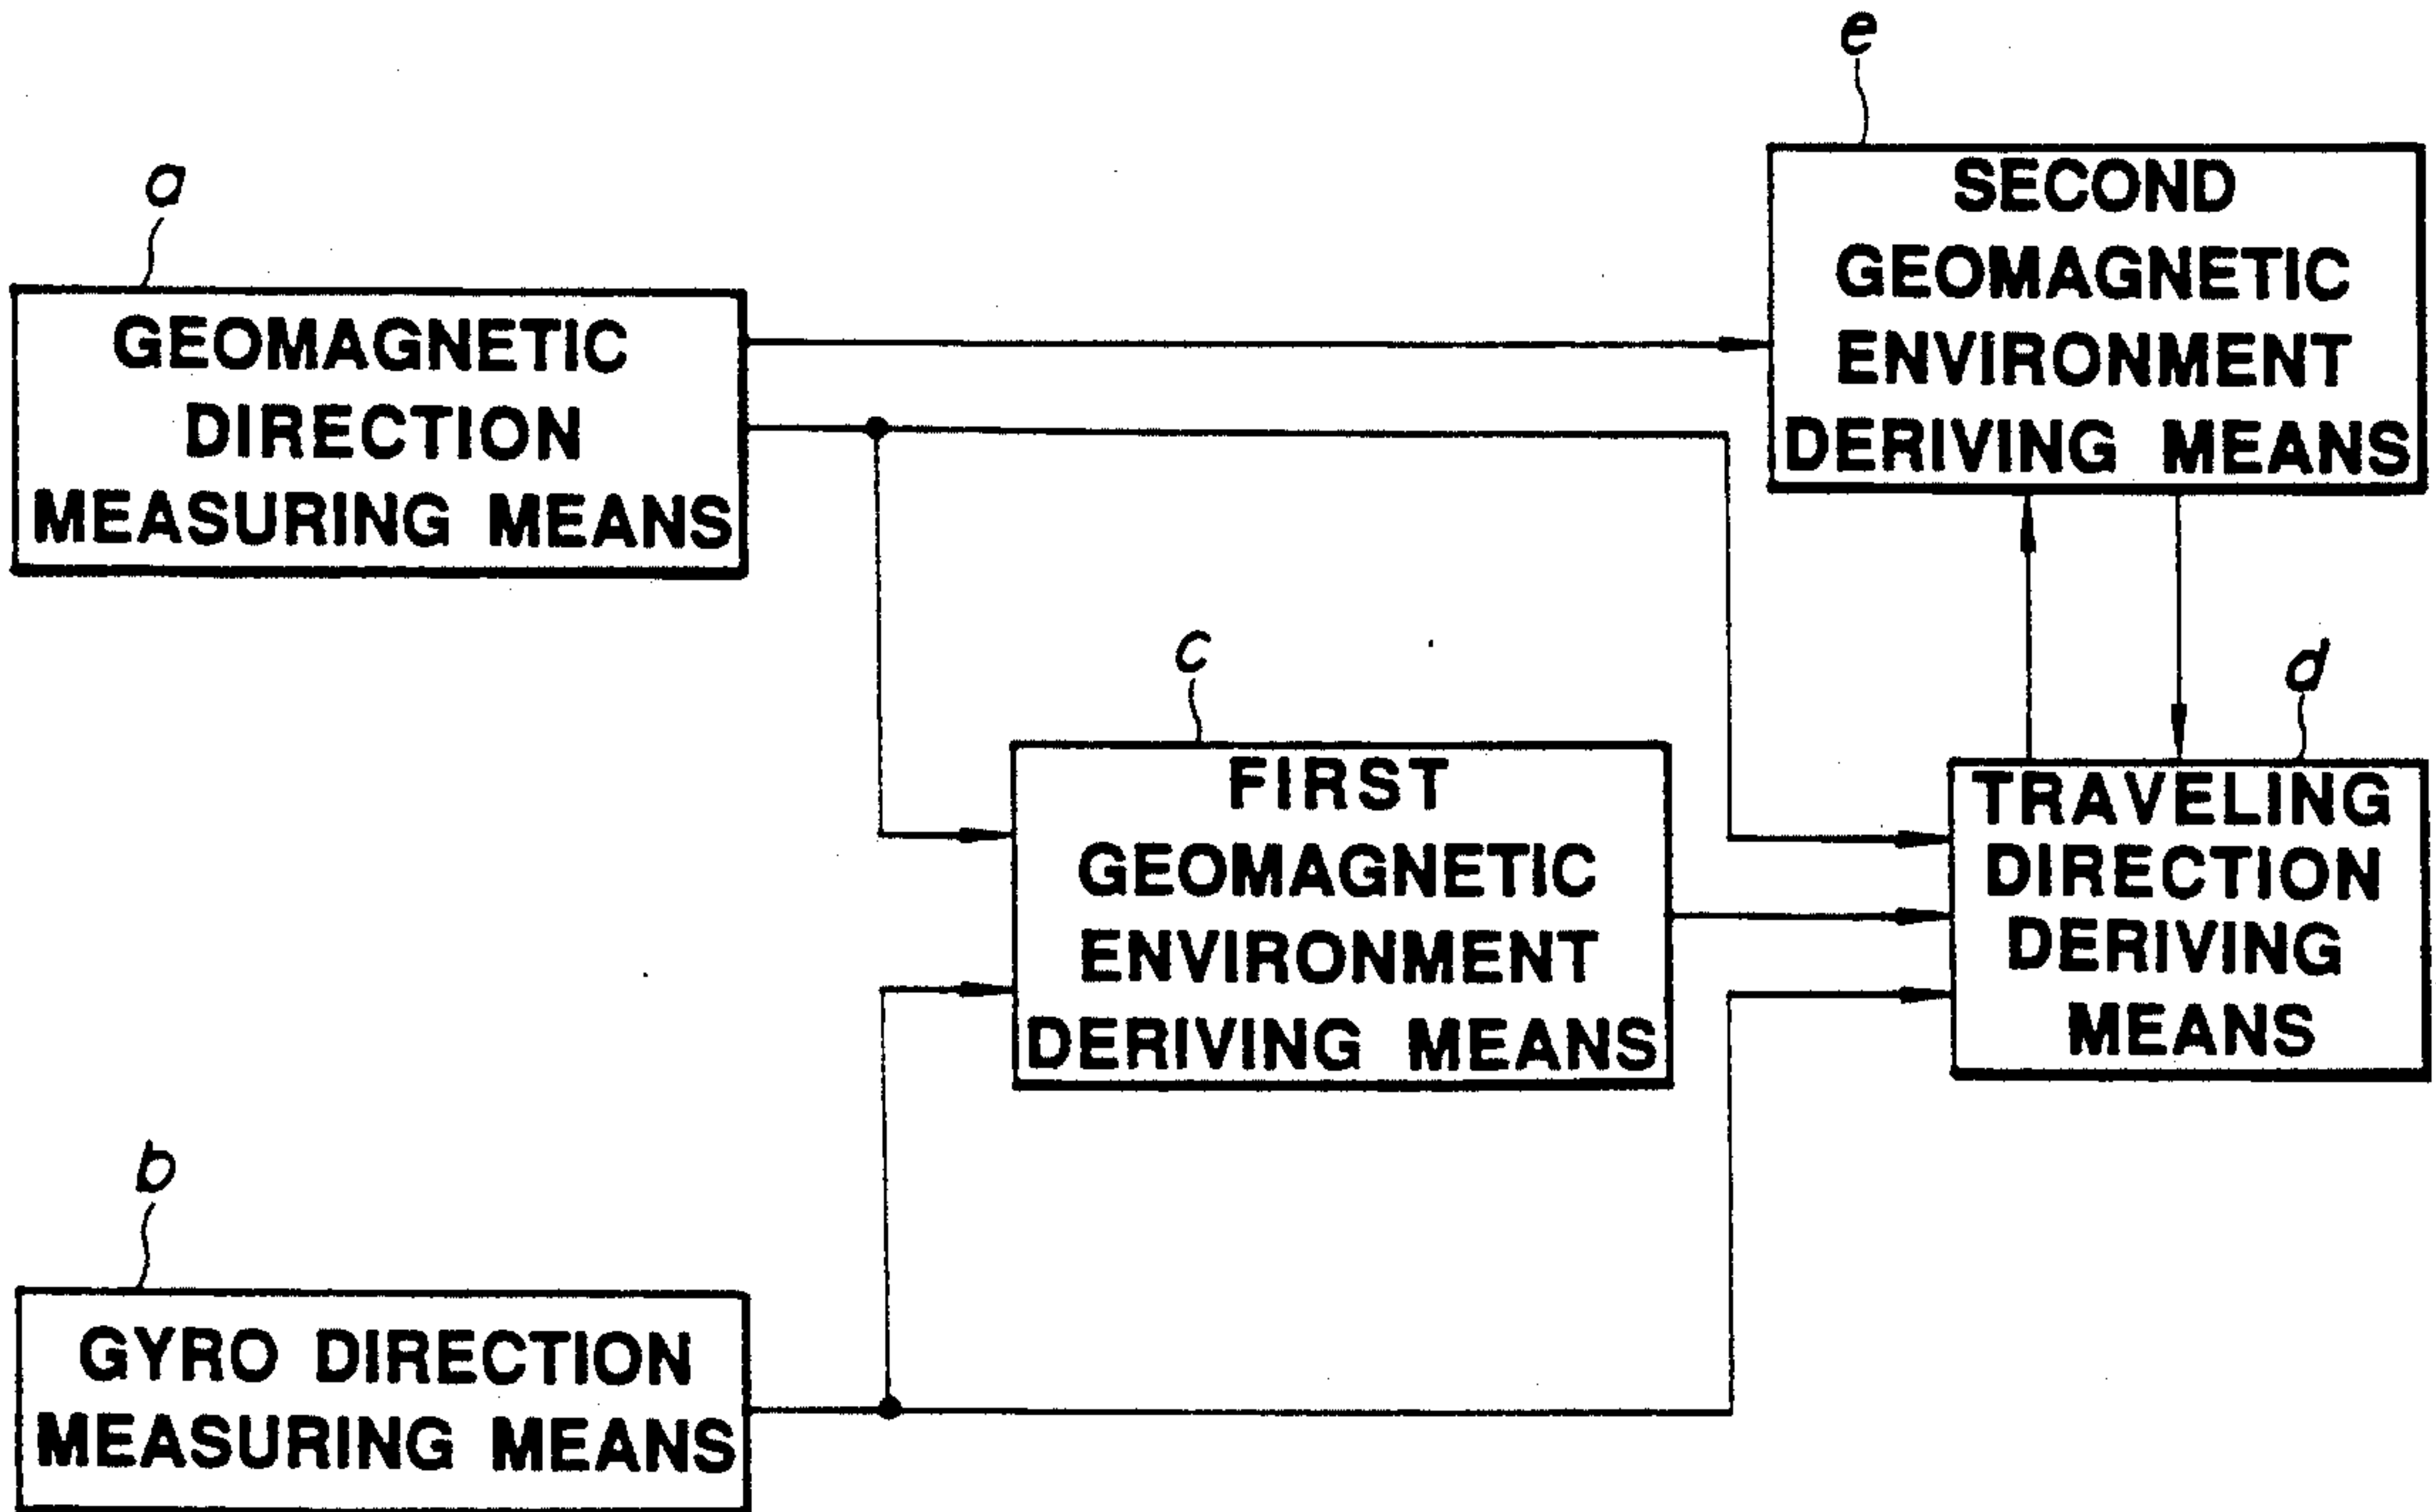 e
SECOND
GEOMAGNETIC
ENVIRONMENT
DERIVING MEANS
a
GEOMAGNETIC
DIRECTION
MEASURING MEANS
c
FIRST
GEOMAGNETIC
ENVIRONMENT
DERIVING MEANS
d
TRAVELING
DIRECTION
DERIVING
MEANS
b
GYRO DIRECTION
MEASURING MEANS